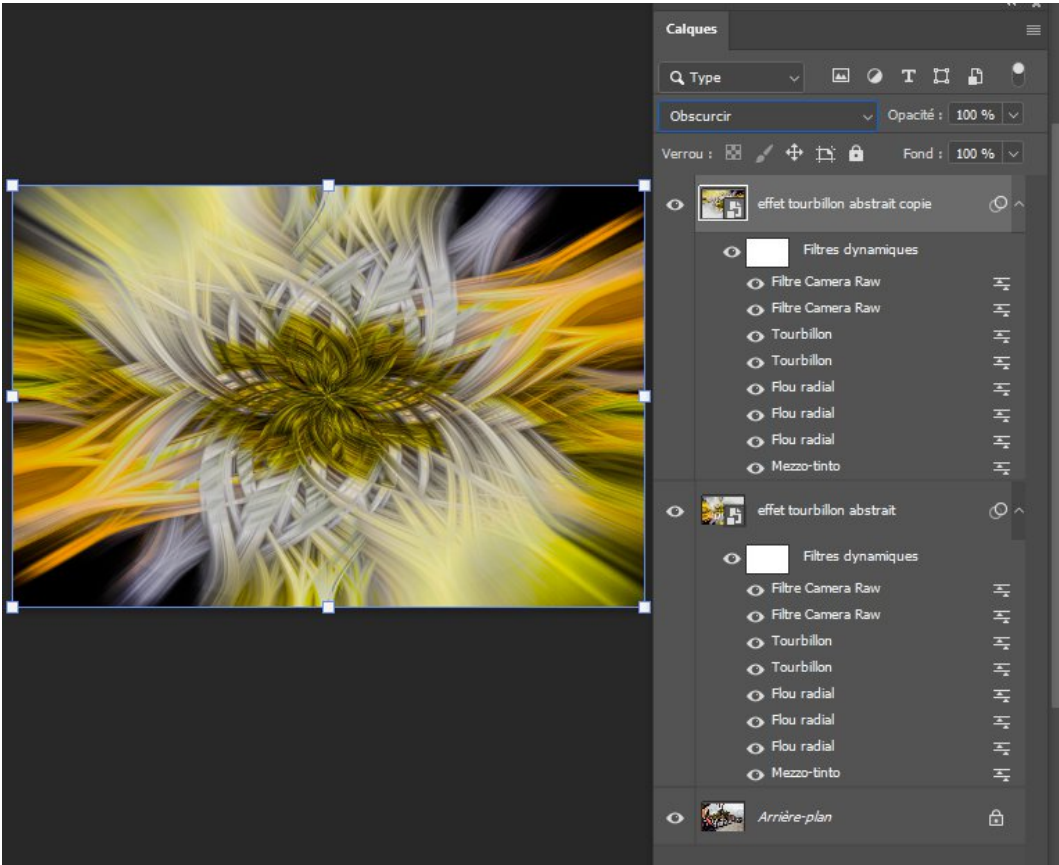 Calques
Type
Obscurcir
Opacité : 100 %
Verrou :
Fond : 100 %
effet tourbillon abstrait copie
Filtres dynamiques
Filtre Camera Raw
Filtre Camera Raw
Tourbillon
Tourbillon
Flou radial
Flou radial
Flou radial
Mezzo-tinto
effet tourbillon abstrait
Filtres dynamiques
Filtre Camera Raw
Filtre Camera Raw
Tourbillon
Tourbillon
Flou radial
Flou radial
Flou radial
Mezzo-tinto
Arrière-plan